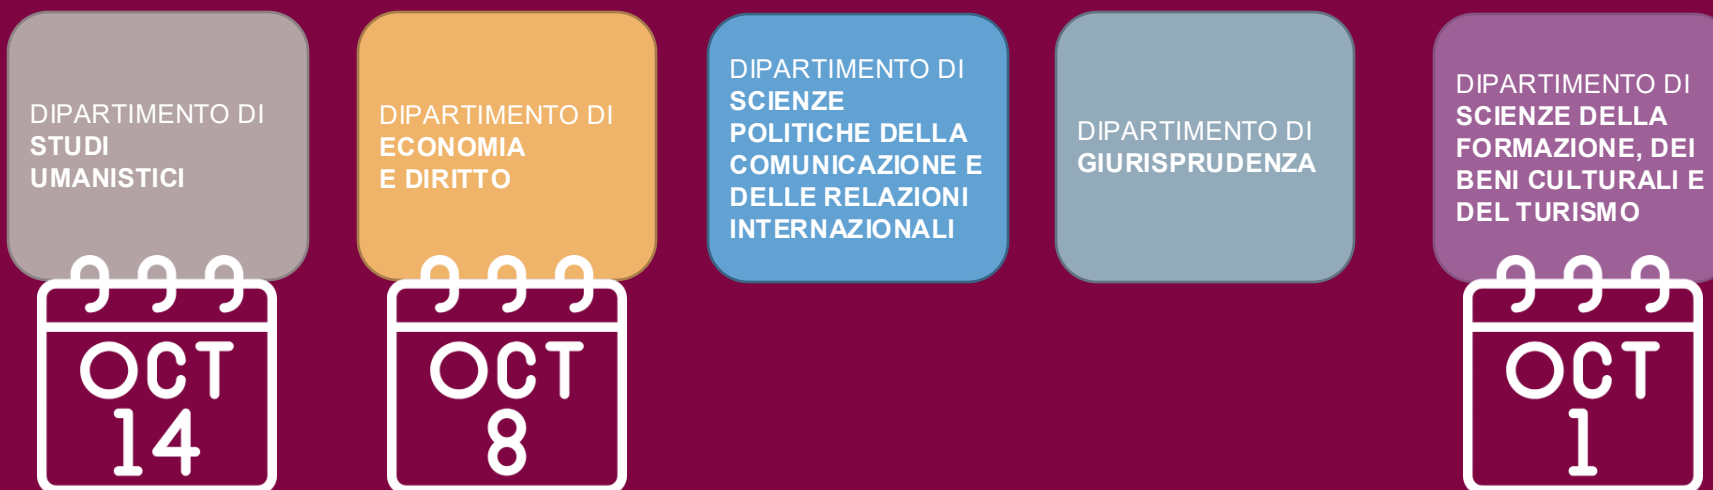 DIPARTIMENTO DI
STUDI
UMANISTICI
DIPARTIMENTO DI
ECONOMIA
E DIRITTO
DIPARTIMENTO DI
SCIENZE
POLITICHE DELLA
COMUNICAZIONE E
DELLE RELAZIONI
INTERNAZIONALI
DIPARTIMENTO DI
GIURISPRUDENZA
DIPARTIMENTO DI
SCIENZE DELLA
FORMAZIONE, DEI
BENI CULTURALI E
DEL TURISMO
OCT
14
OCT
8
OCT
1